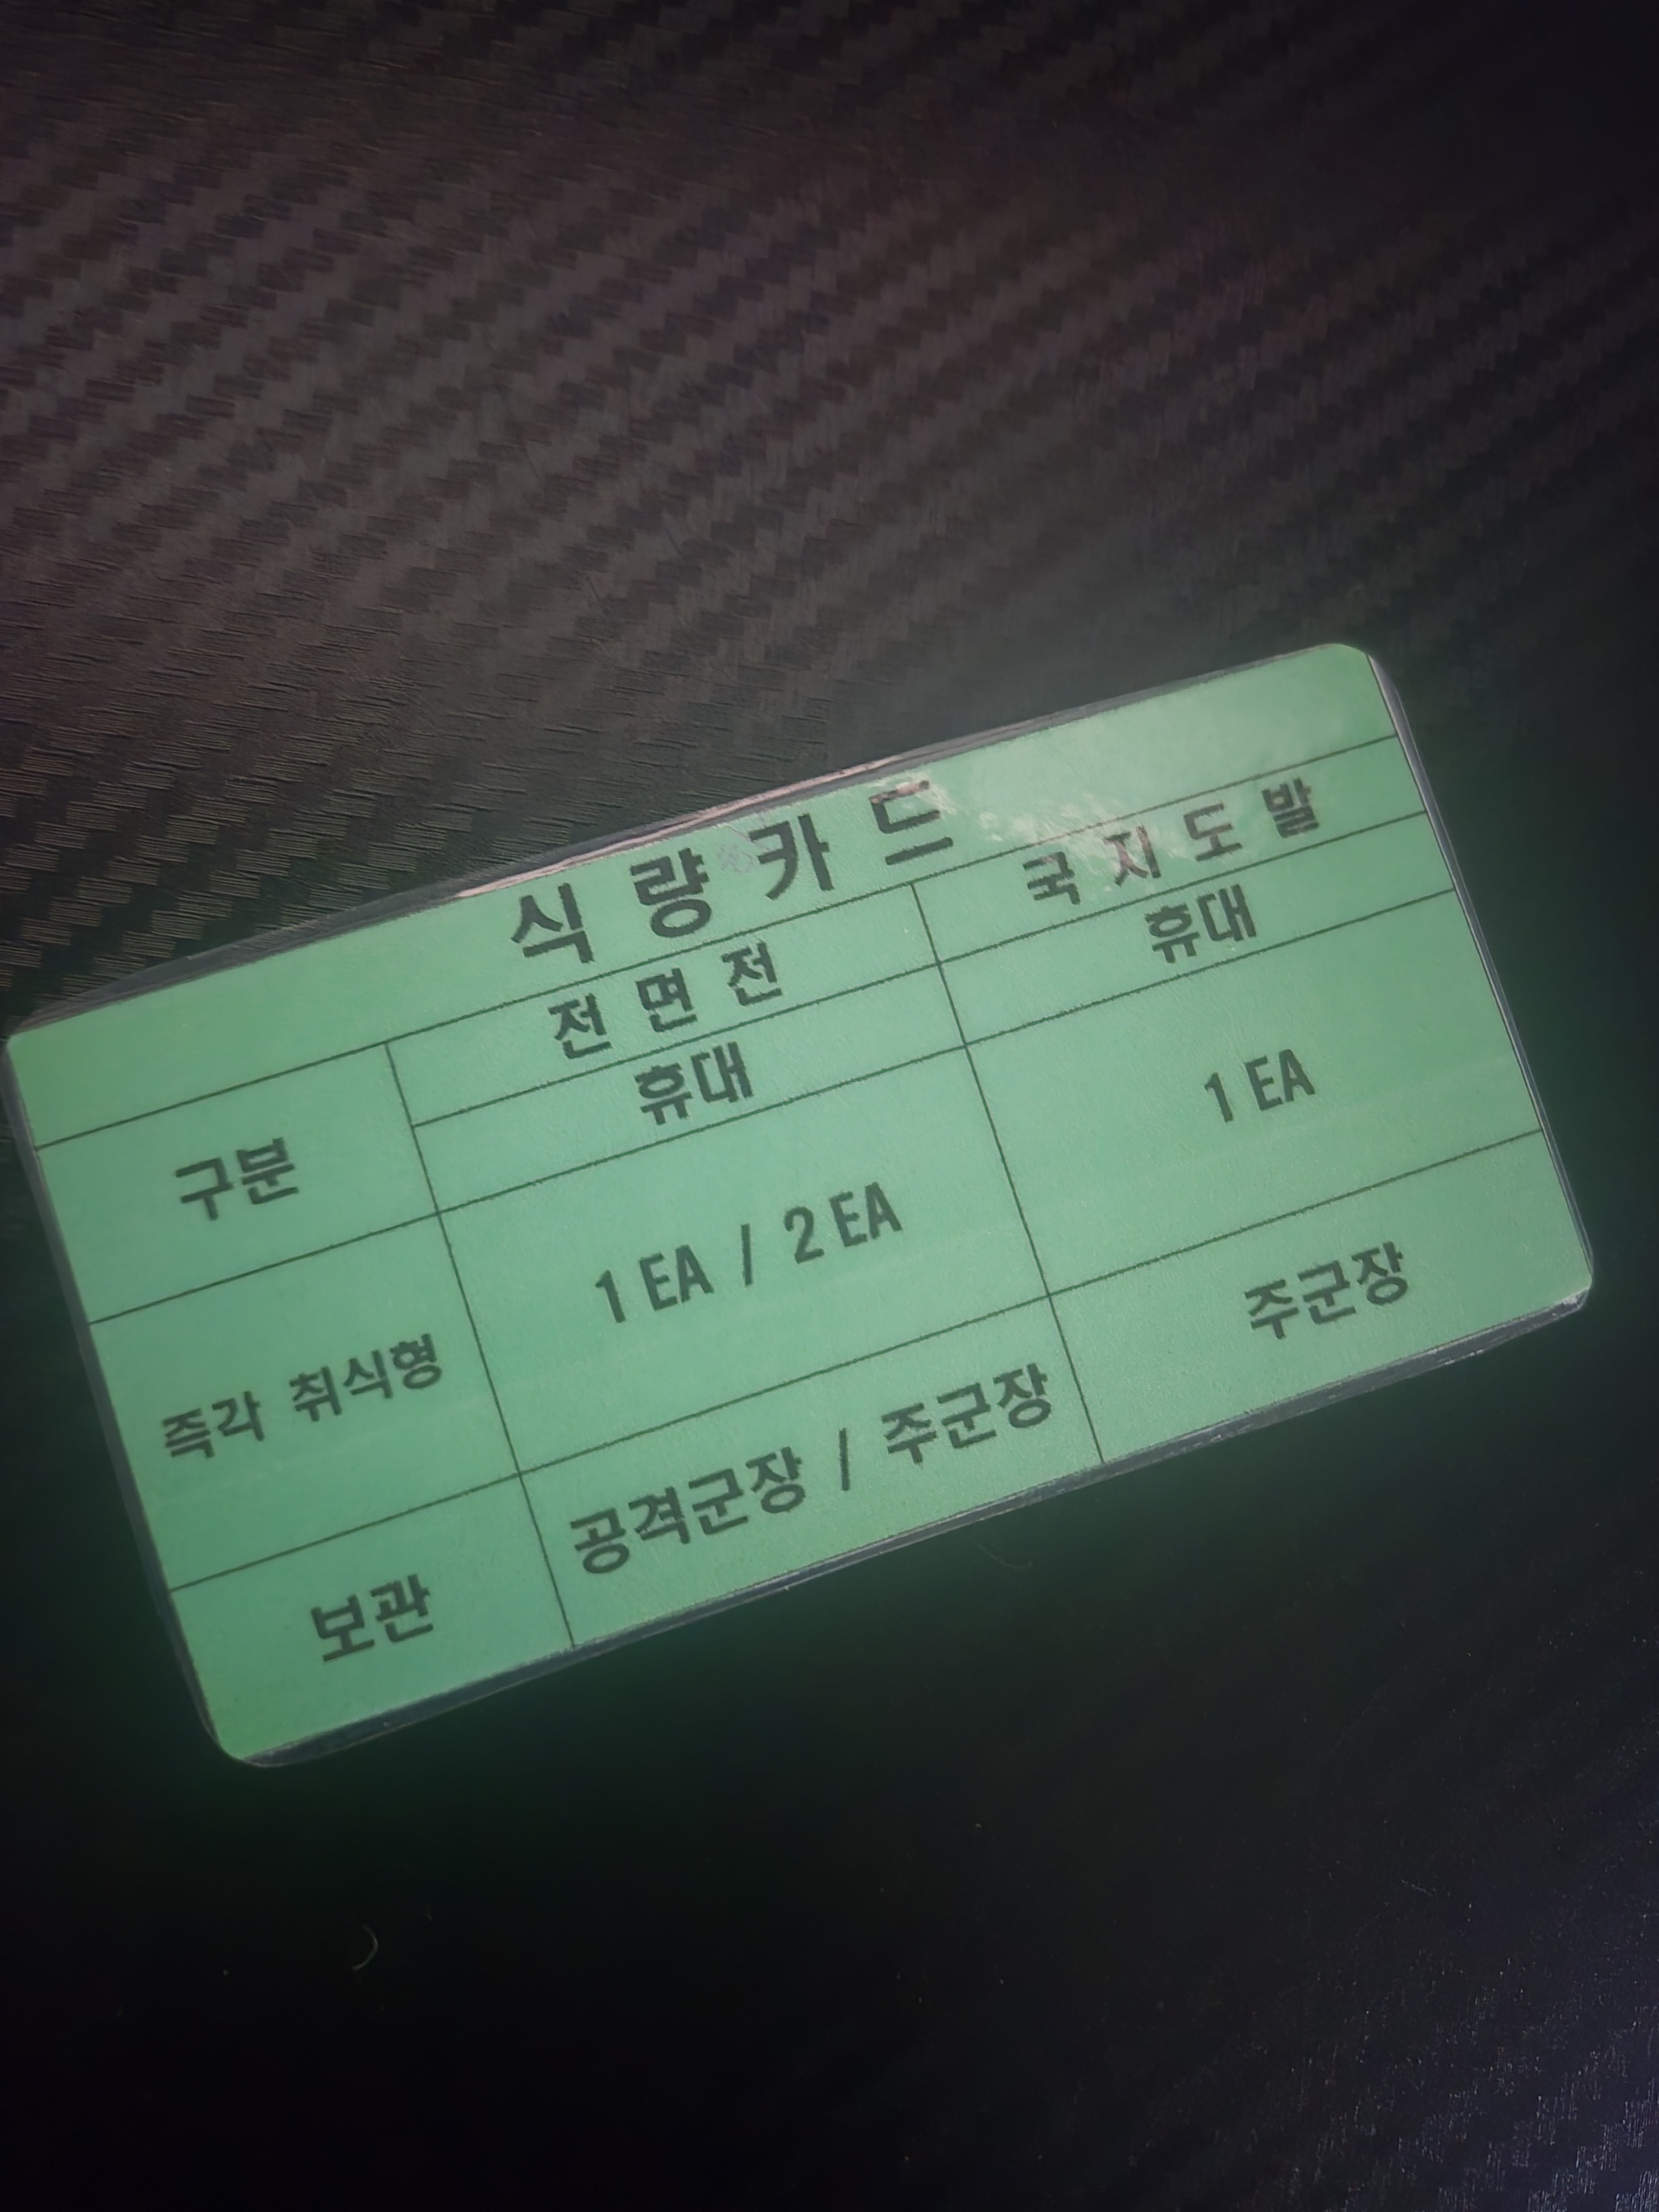 식량카드
구분 전면전 국지도발
휴대 휴대
즉각 취식형 1 EA / 2 EA 1 EA
보관 공격군장 / 주군장 주군장